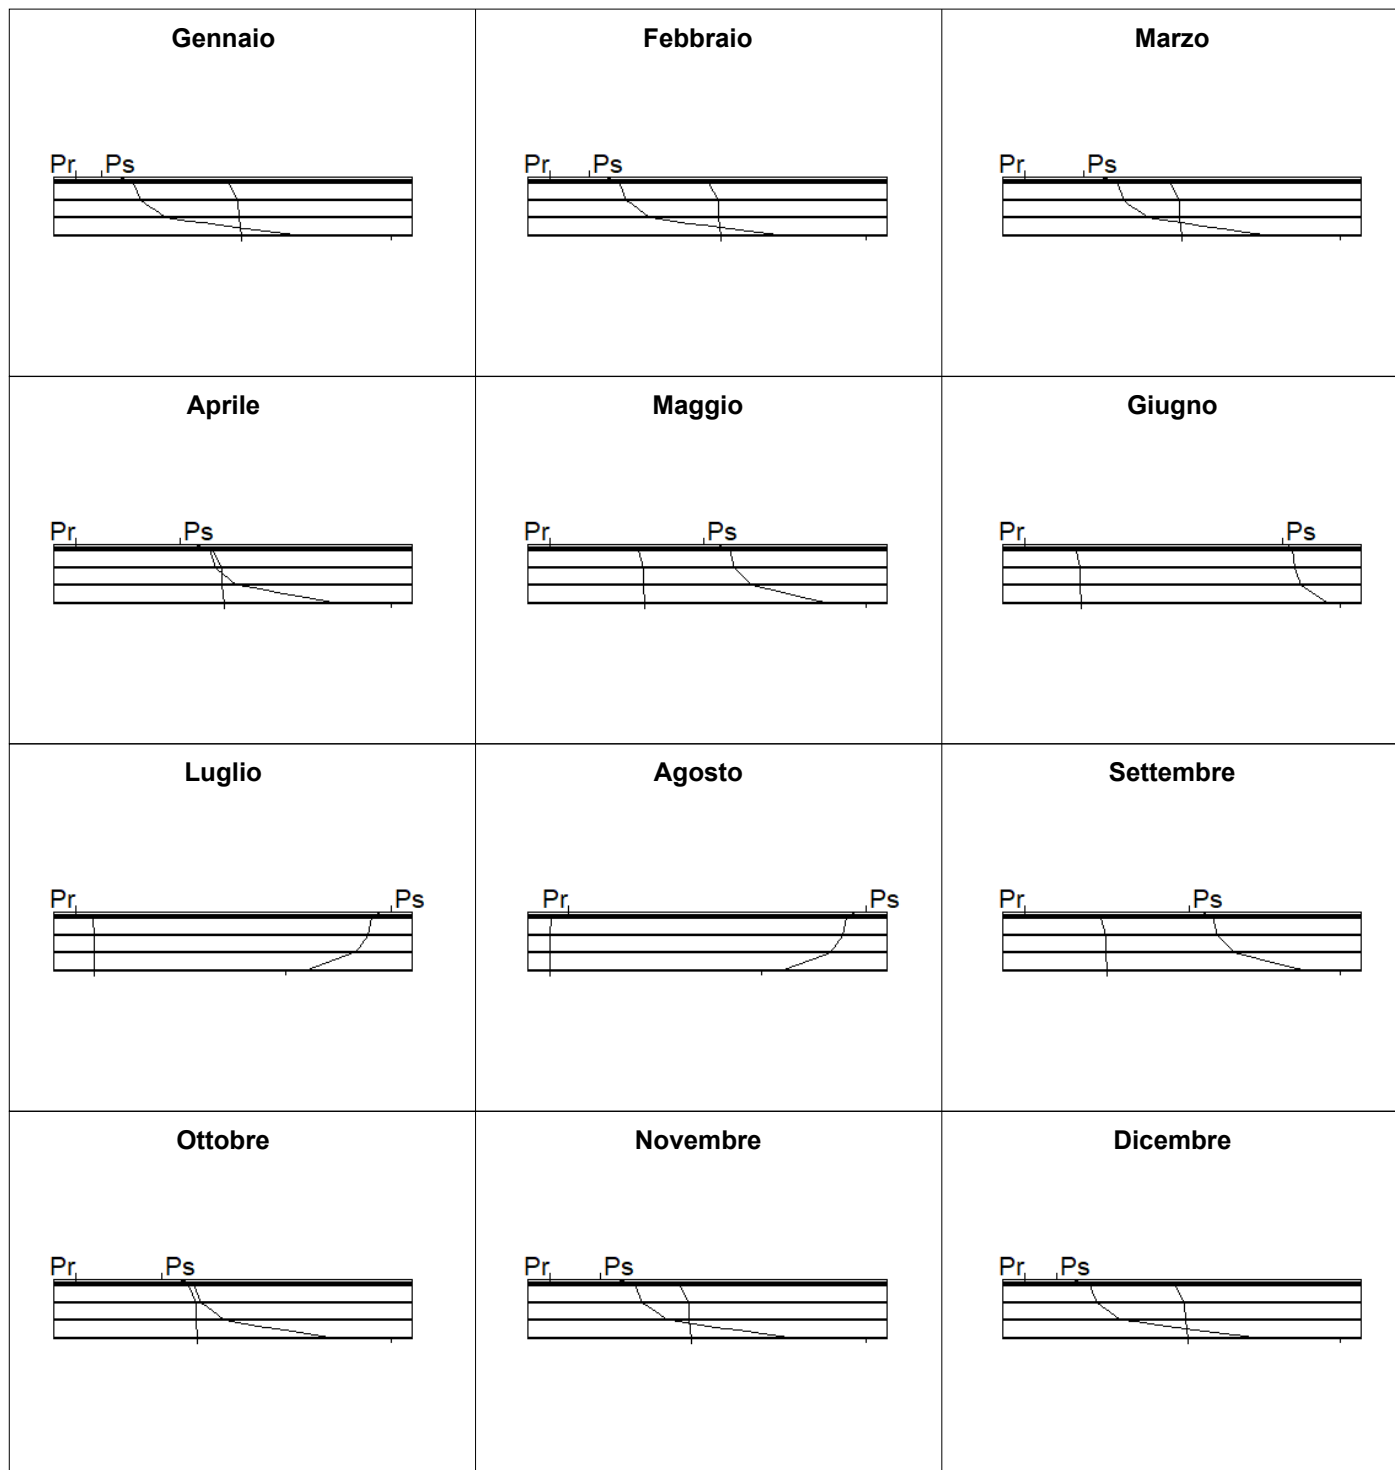 Gennaio
Febbraio
Marzo
Pr Ps
Pr Ps
Pr Ps
Aprile
Maggio
Giugno
Pr Ps
Pr Ps
Pr Ps
Luglio
Agosto
Settembre
Pr Ps
Pr Ps
Pr Ps
Ottobre
Novembre
Dicembre
Pr Ps
Pr Ps
Pr Ps